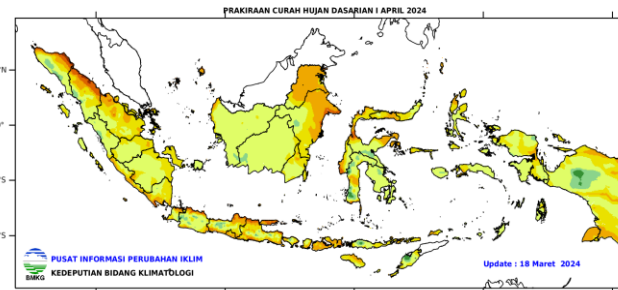 PRAKIRAAN CURAH HUJAN DASARIAN I APRIL 2024
N
S
S
PUSAT INFORMASI PERUBAHAN IKLIM
KEDEPUTIAN BIDANG KLIMATOLOGI
BMKG
Update : 18 Maret 2024